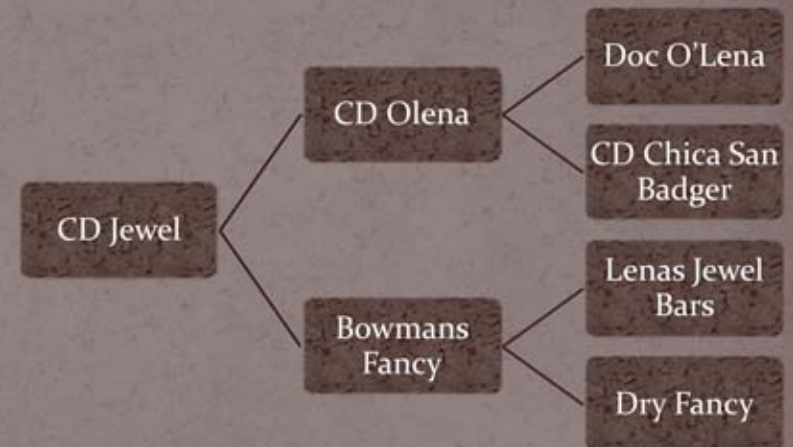 Doc O'Lena
CD Olena
CD Chica San
Badger
CD Jewel
Lenas Jewel
Bars
Bowmans
Fancy
Dry Fancy